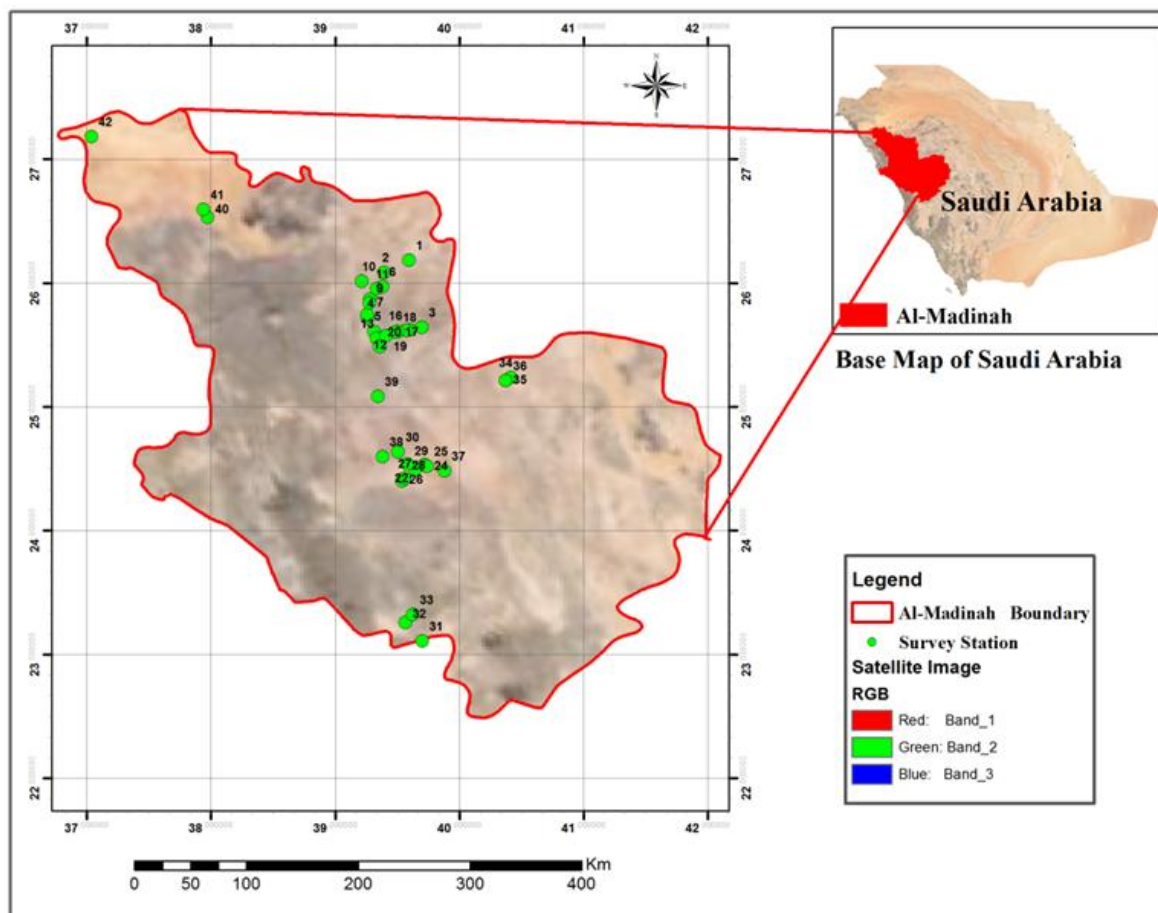 37 38 39 40 41 42
N
W E
S
42
27 27
41
40
1
2
10 11 6
26 26
9
4 7
5 16 18 3
13 20 17
12 19
34 36
35
39
25 25
30
38 29 25 37
27 28 24
22 26
24 24
33
32
31
23 23
22 22
37 38 39 40 41 42
Km
0 50 100 200 300 400
Saudi Arabia
Al-Madinah
Base Map of Saudi Arabia
Legend
Al-Madinah Boundary
Survey Station
Satellite Image
RGB
Red: Band_1
Green: Band_2
Blue: Band_3